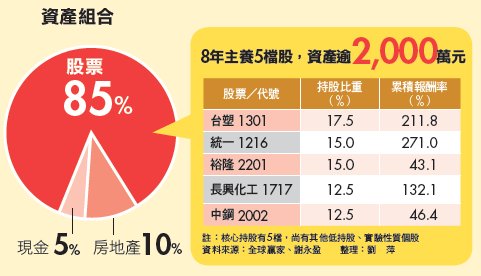 資產組合
股票
85%
現金5%
房地產10%
8年主養5檔股，資產逾2,000萬元
股票／代號 持股比重（%） 累積報酬率（%）
台塑 1301 17.5 211.8
統一 1216 15.0 271.0
裕隆 2201 15.0 43.1
長興化工 1717 12.5 132.1
中鋼 2002 12.5 46.4
註：核心持股有5檔，尚有其他低持股、實驗性質個股
資料來源：全球贏家、謝永盈 整理：劉 萍